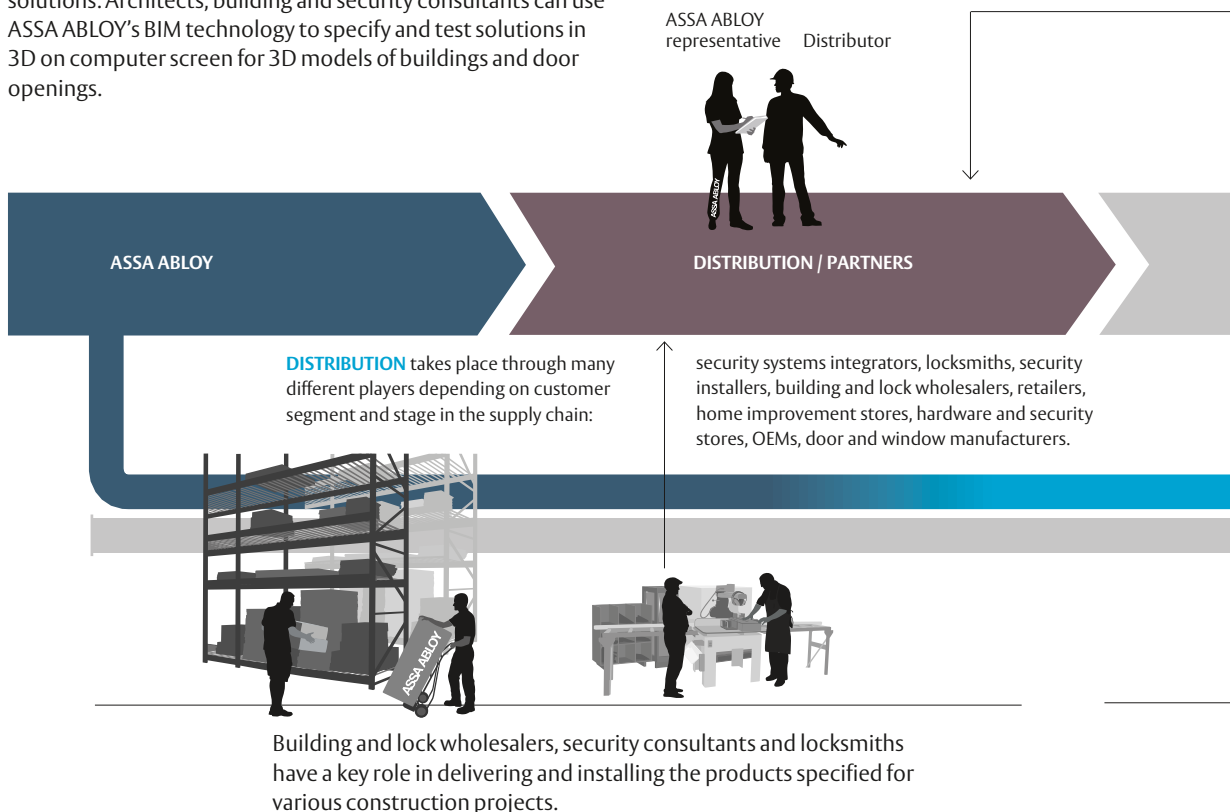 solutions. Architects, building and security consultants can use
ASSA ABLOY’s BIM technology to specify and test solutions in
3D on computer screen for 3D models of buildings and door
openings.
ASSA ABLOY
representative Distributor
ASSA ABLOY
ASSA ABLOY
DISTRIBUTION / PARTNERS
DISTRIBUTION takes place through many
different players depending on customer
segment and stage in the supply chain:
security systems integrators, locksmiths, security
installers, building and lock wholesalers, retailers,
home improvement stores, hardware and security
stores, OEMs, door and window manufacturers.
ASSA ABLOY
Building and lock wholesalers, security consultants and locksmiths
have a key role in delivering and installing the products specified for
various construction projects.